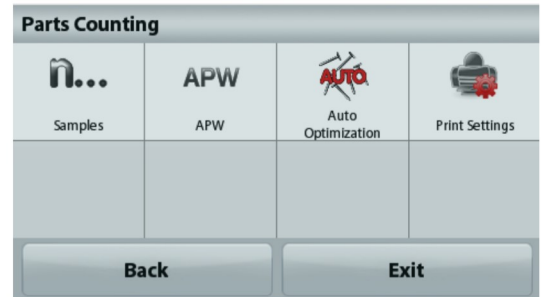 Parts Counting
n...
APW
AUTO
Samples
APW
Auto
Optimization
Print Settings
Back
Exit